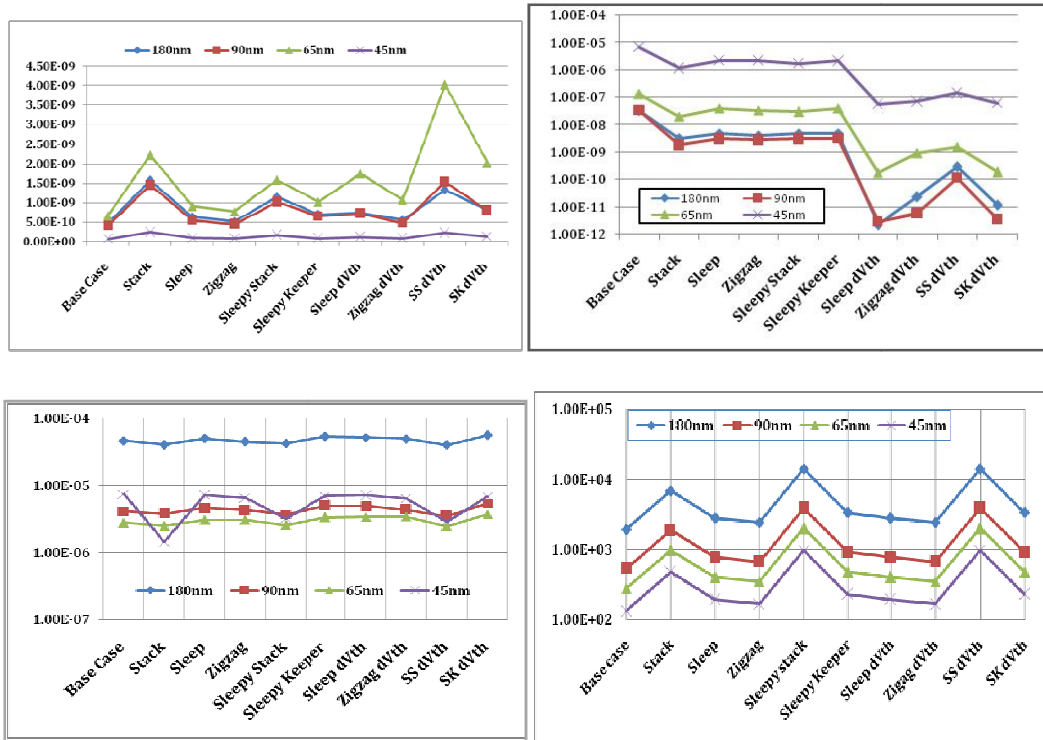 180nm 90nm 65nm 45nm
4.50E-09
4.00E-09
3.50E-09
3.00E-09
2.50E-09
2.00E-09
1.50E-09
1.00E-09
5.00E-10
0.00E+00
Base Case
Stack
Sleep
Zigzag
Sleepy Stack
Sleepy Keeper
Sleep dVth
Zigzag dVth
SS dVth
SK dVth
1.00E-04
1.00E-05
1.00E-06
1.00E-07
1.00E-08
1.00E-09
1.00E-10
1.00E-11
1.00E-12
180nm 90nm
65nm 45nm
Base Case
Stack
Sleep
Zigzag
Sleepy Stack
Sleepy Keeper
Sleep dVth
Zigzag dVth
SS dVth
SK dVth
1.00E-04
1.00E-05
1.00E-06
1.00E-07
180nm 90nm 65nm 45nm
Base Case
Stack
Sleep
Zigzag
Sleepy Stack
Sleepy Keeper
Sleep dVth
Zigzag dVth
SS dVth
SK dVth
1.00E+05
1.00E+04
1.00E+03
1.00E+02
180nm 90nm 65nm 45nm
Base case
Stack
Sleep
Zigzag
Sleepy stack
Sleepy Keeper
Sleep dVth
Zigag dVth
SS dVth
SK dVth